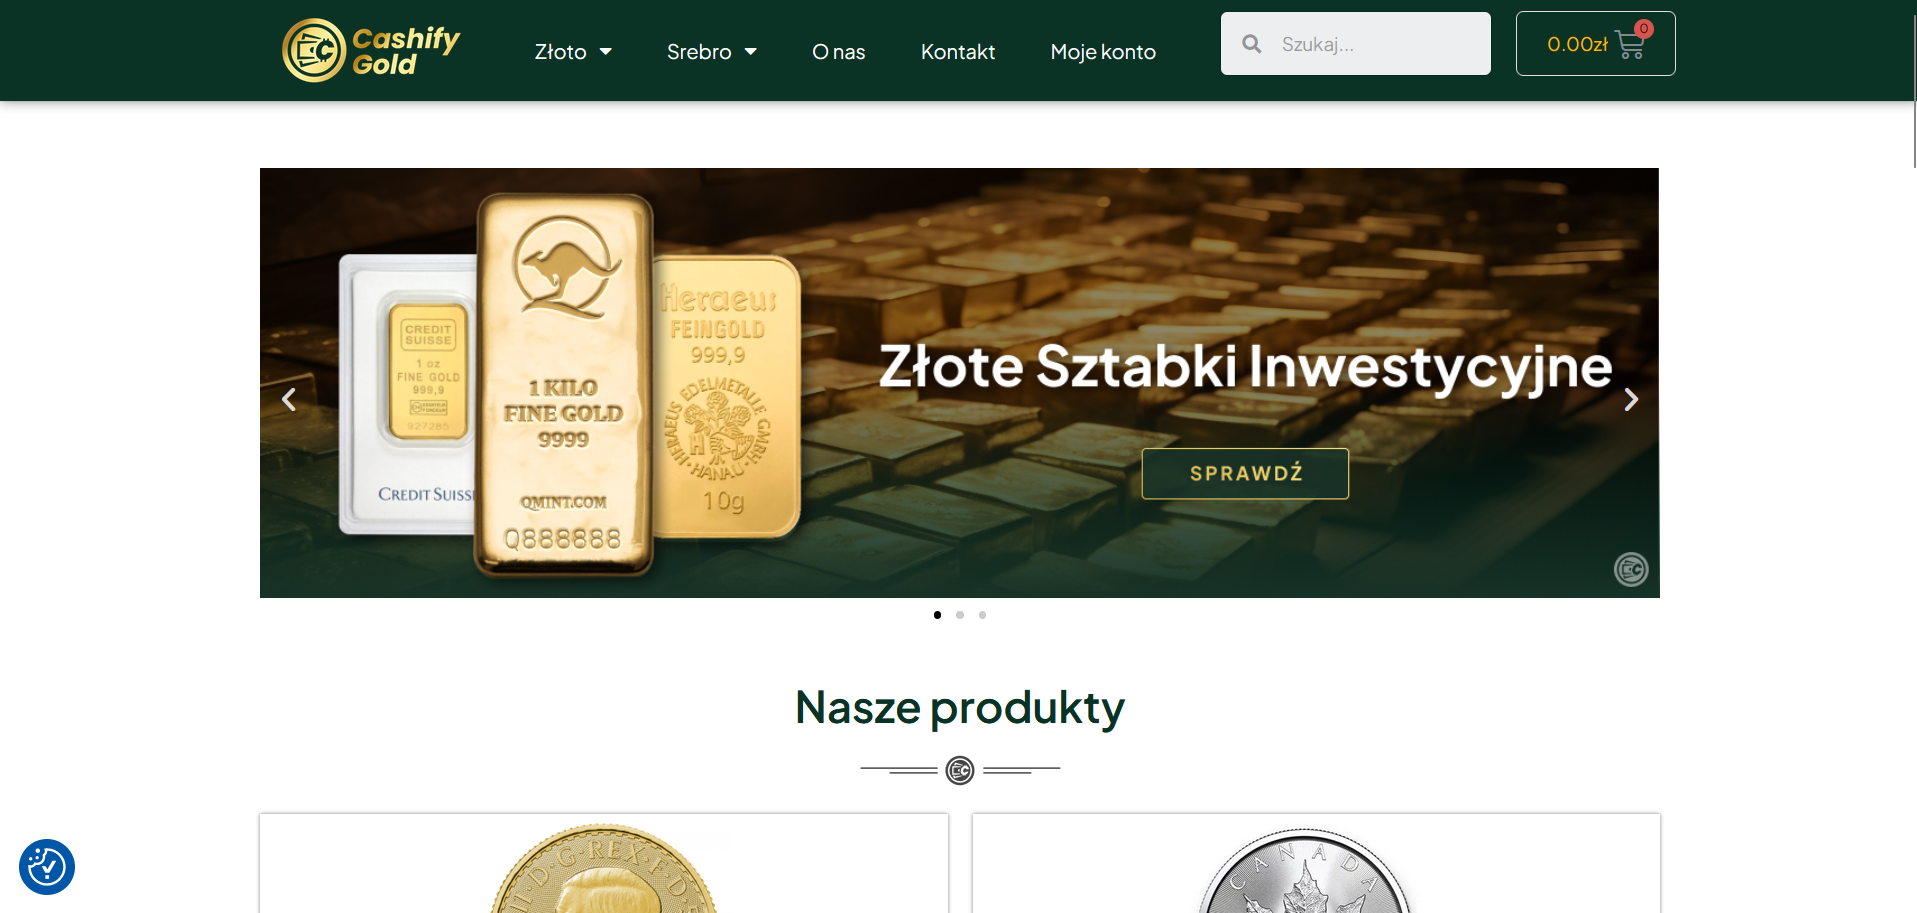 Cashify
Gold
Złoto
Srebro
O nas
Kontakt
Moje konto
Szukaj...
0.00zł
0
CREDIT
SUISSE
1 oz
FINE GOLD
999,9
927285
CREDIT SUISS
1 KILO
FINE GOLD
9999
QMINT.COM
Q888888
Heraeus
FEINGOLD
999,9
HERAEUS EDELMETALLE GMBH
HANAU
10g
Złote Sztabki Inwestycyjne
SPRAWDŹ
Nasze produkty
III·D·G·REX·F·D·
CANADA